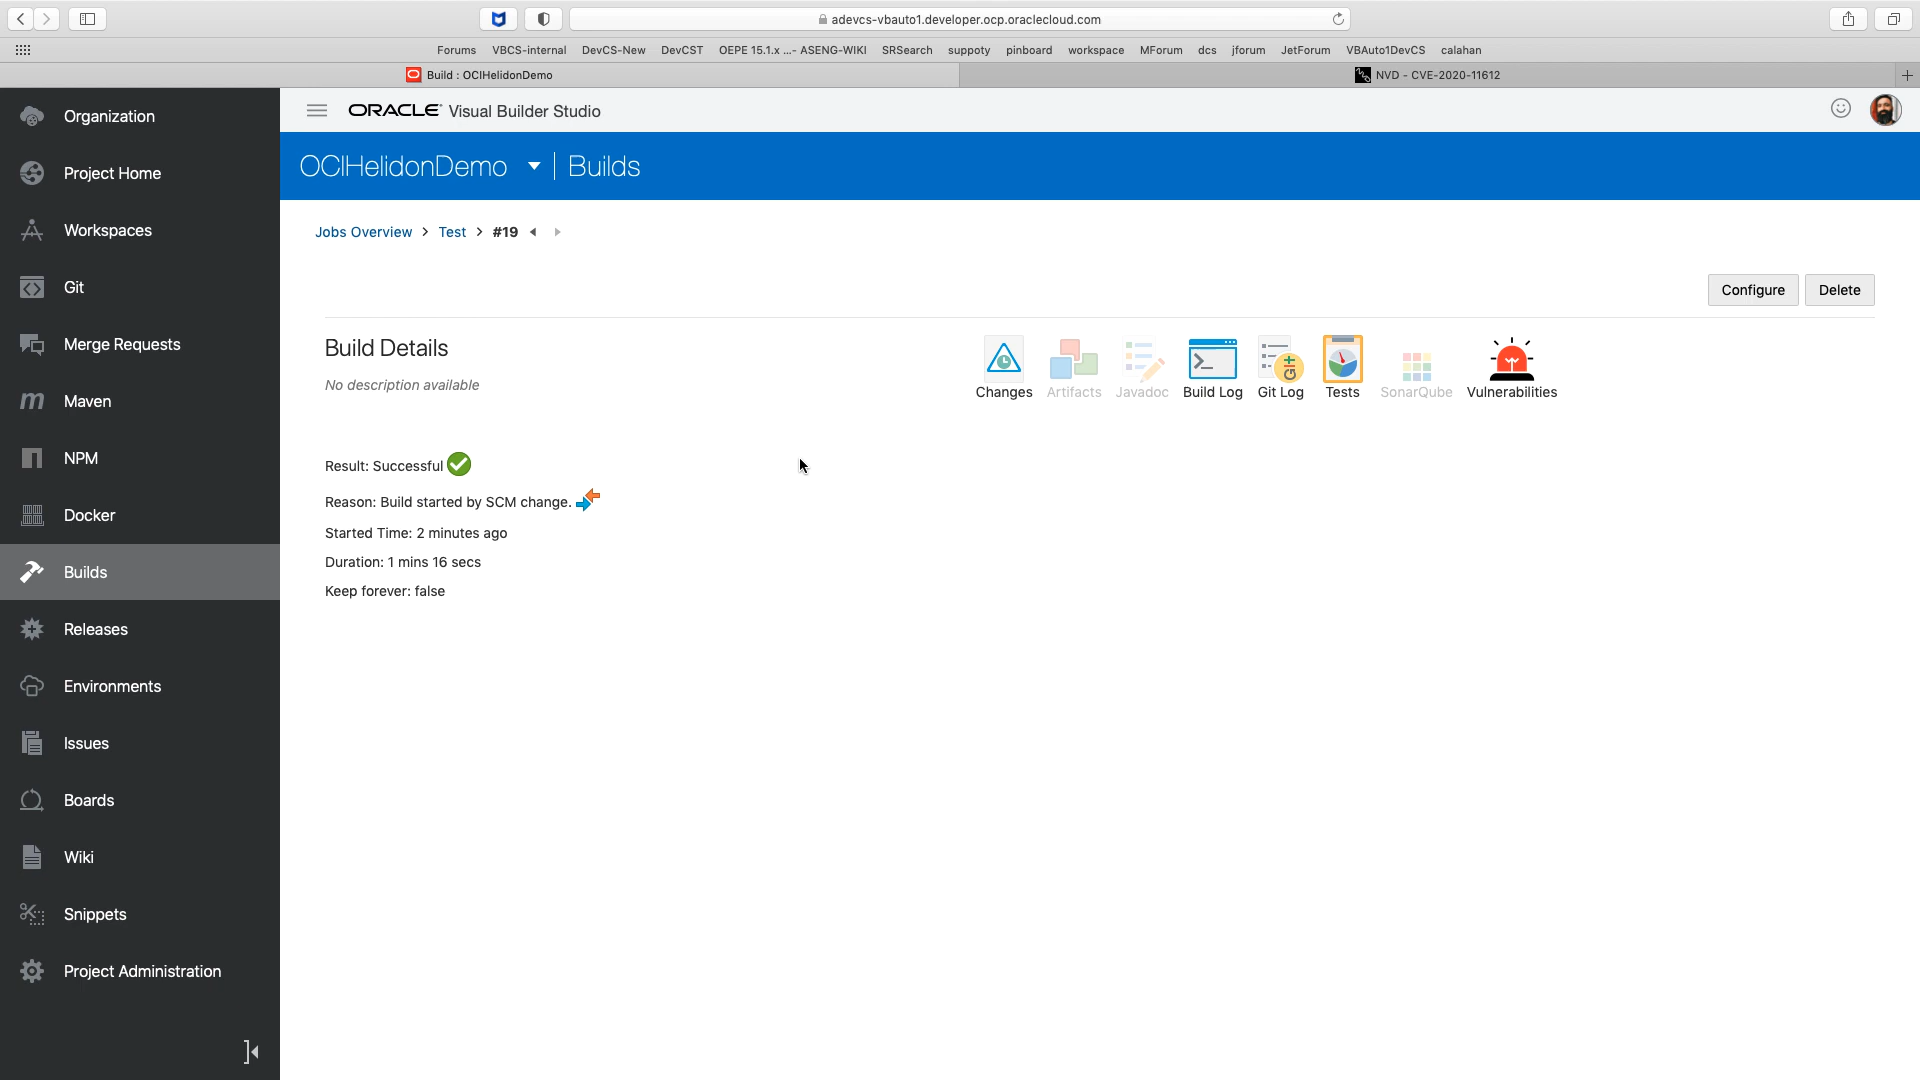 adevcs-vbauto1.developer.ocp.oraclecloud.com
Forums VBCS-internal DevCS-New DevCST OEPE 15.1.x ...- ASENG-WIKI SRSearch suppoty pinboard workspace MForum dcs jforum JetForum VBAuto1DevCS calahan
Build : OCIHelidonDemo
NVD - CVE-2020-11612
ORACLE Visual Builder Studio
OCIHelidonDemo Builds
Organization
Project Home
Workspaces
Git
Merge Requests
Maven
NPM
Docker
Builds
Releases
Environments
Issues
Boards
Wiki
Snippets
Project Administration
Jobs Overview > Test > #19
Configure Delete
Build Details
No description available
Changes Artifacts Javadoc Build Log Git Log Tests SonarQube Vulnerabilities
Result: Successful
Reason: Build started by SCM change.
Started Time: 2 minutes ago
Duration: 1 mins 16 secs
Keep forever: false